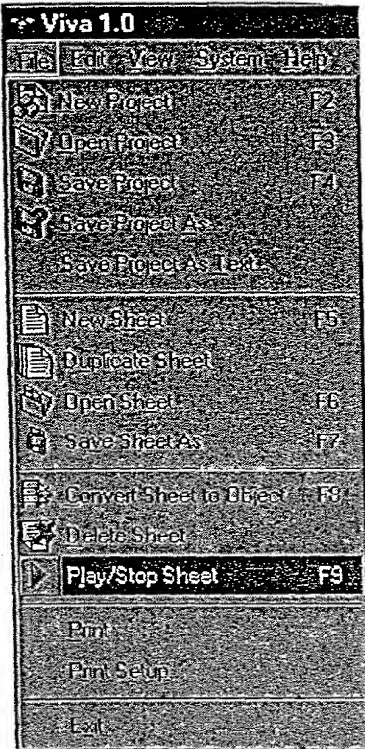 Viva 1.0
File Edit View System Help
New Project F2
Open Project F3
Save Project F4
Save Project As
Save Project As Text
New Sheet F5
Duplicate Sheet
Open Sheet F6
Save Sheet As F7
Convert Sheet to Object F8
Delete Sheet
Play/Stop Sheet F9
Print
Print Setup
Exit